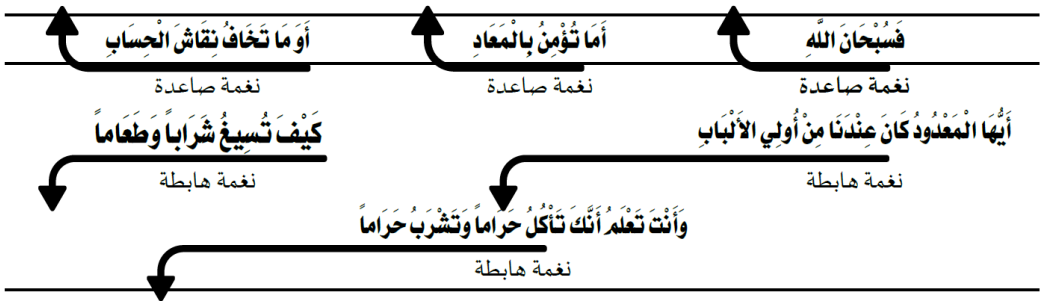 فَسُبْحَانَ اللَّهِ أَمَا تُؤْمِنُ بِالْمَعَادِ أَوَ مَا تَخَافُ نِقَاشَ الْحِسَابِ
نغمة صاعدة نغمة صاعدة نغمة صاعدة
أَيُّهَا الْمَعْدُودُ كَانَ عِنْدَنَا مِنْ أُولِي الأَلْبَابِ كَيْفَ تُسِيغُ شَرَاباً وَطَعَاماً
نغمة هابطة نغمة هابطة
وَأَنْتَ تَعْلَمُ أَنَّكَ تَأْكُلُ حَرَاماً وَتَشْرَبُ حَرَاماً
نغمة هابطة